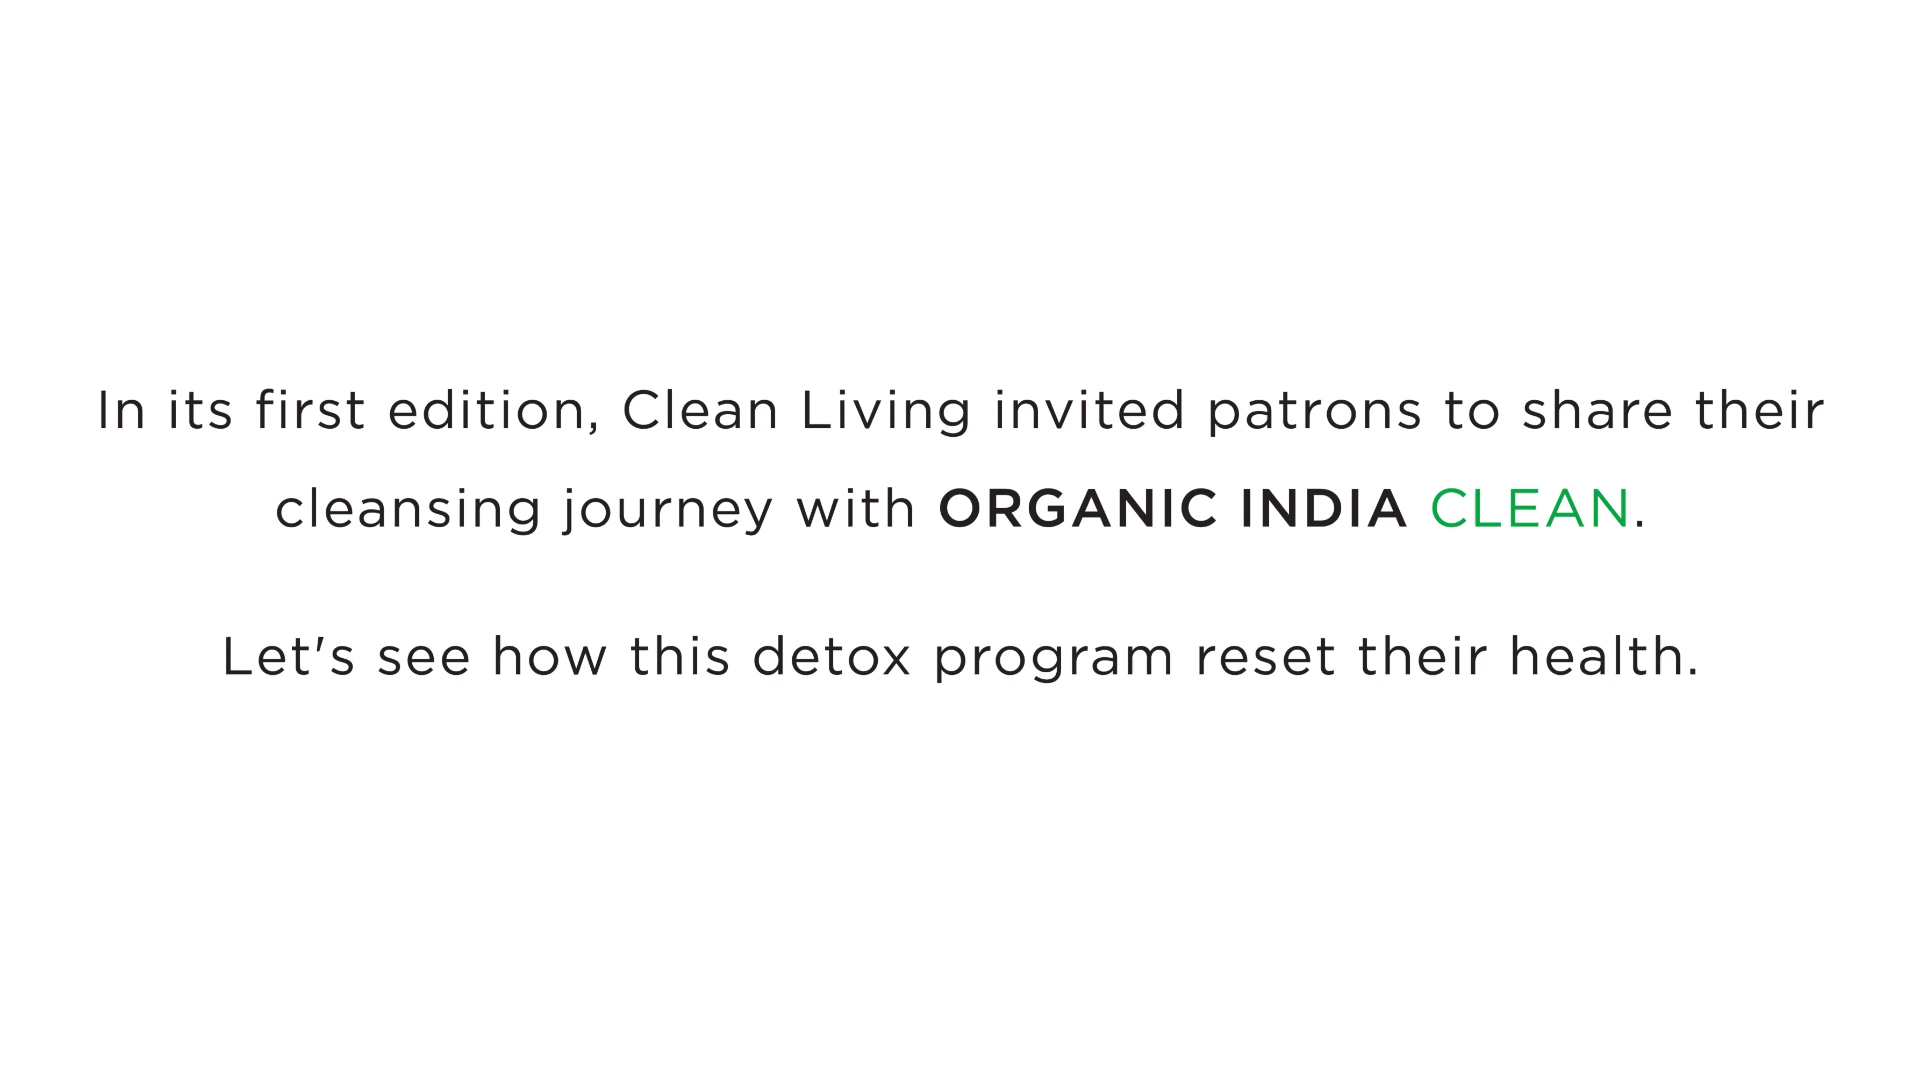 In its first edition, Clean Living invited patrons to share their
cleansing journey with ORGANIC INDIA CLEAN.
Let's see how this detox program reset their health.